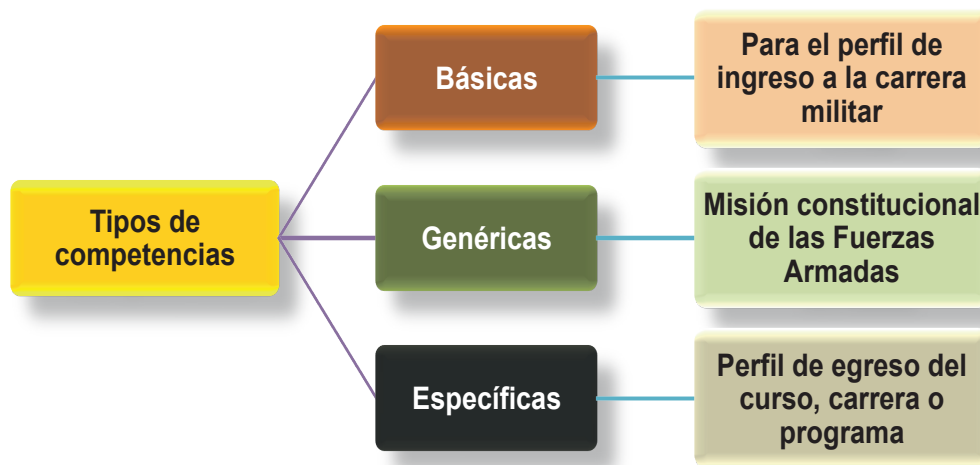 Tipos de
competencias
Básicas
Para el perfil de
ingreso a la carrera
militar
Genéricas
Misión constitucional
de las Fuerzas
Armadas
Específicas
Perfil de egreso del
curso, carrera o
programa